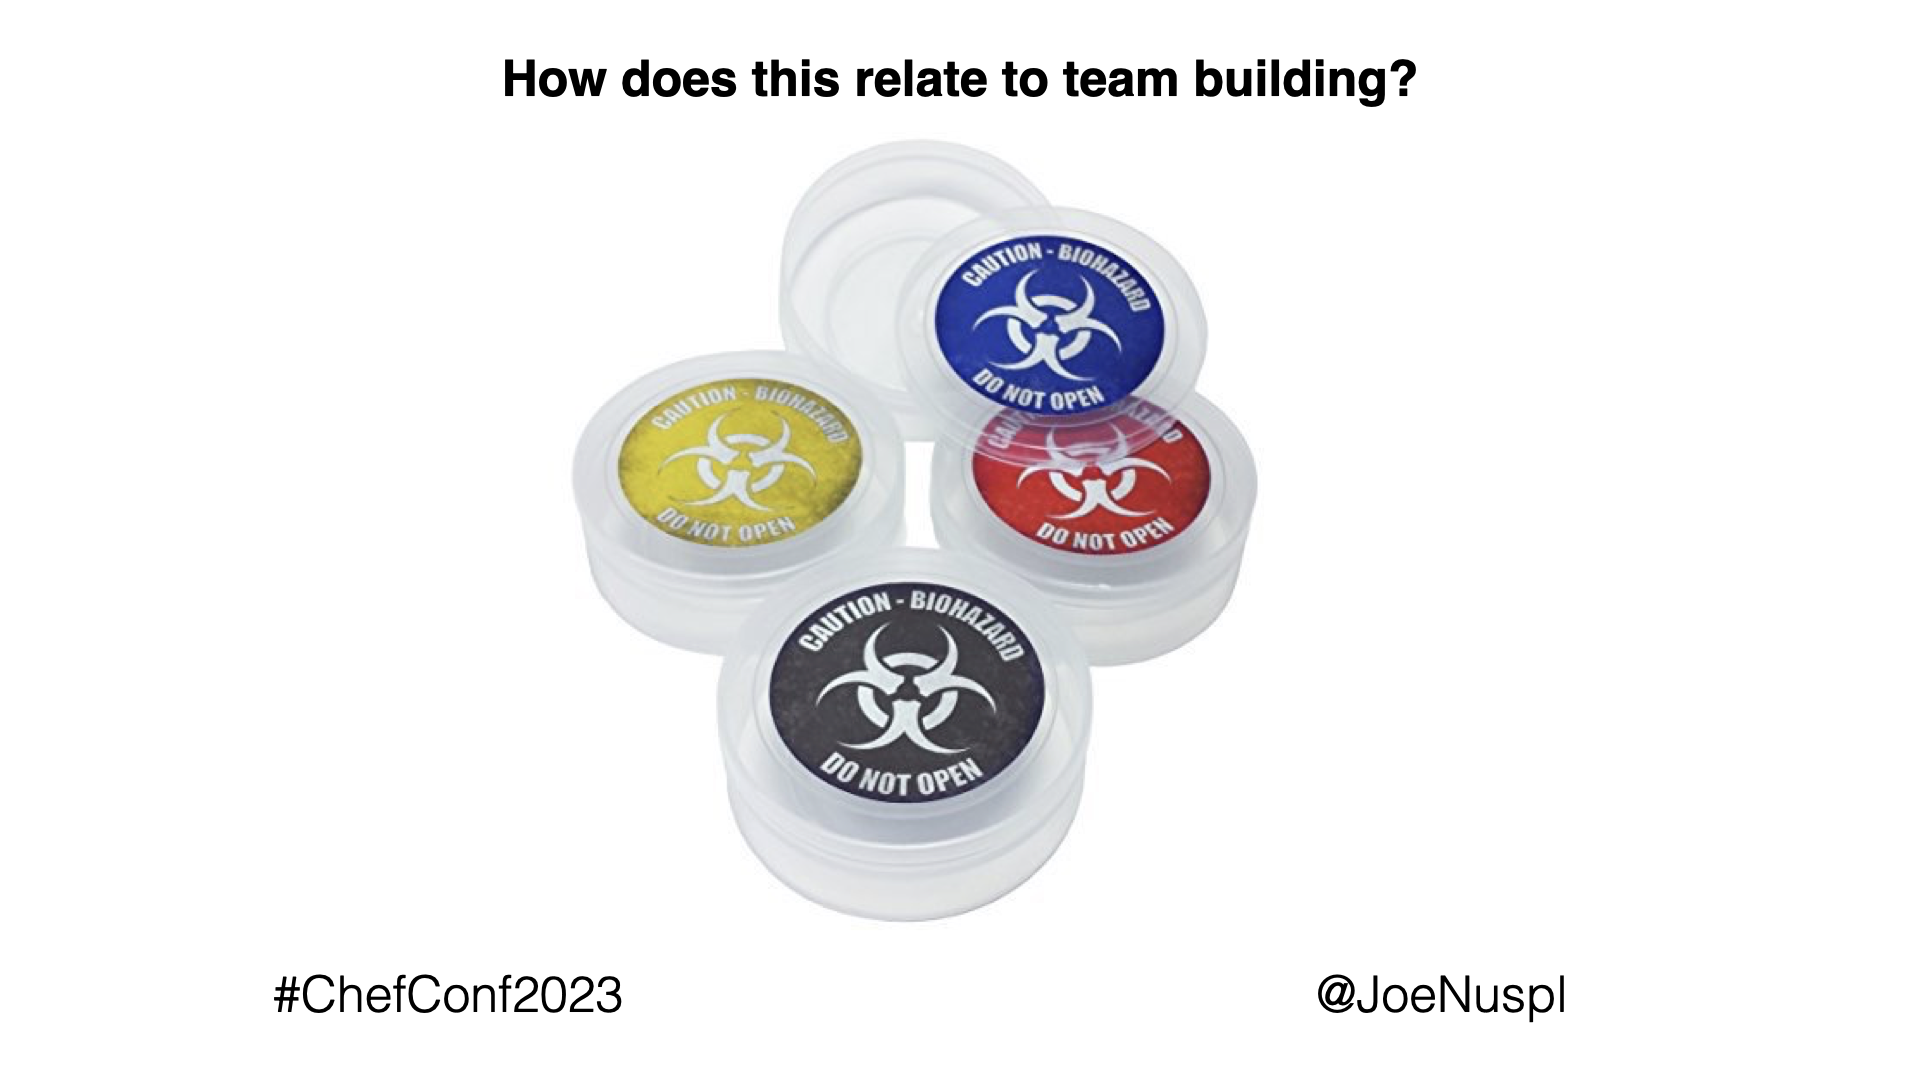 How does this relate to team building?
CAUTION - BIOHAZARD
DO NOT OPEN
CAUTION - BIOHAZARD
DO NOT OPEN
DO NOT OPEN
CAUTION - BIOHAZARD
DO NOT OPEN
#ChefConf2023
@JoeNuspl